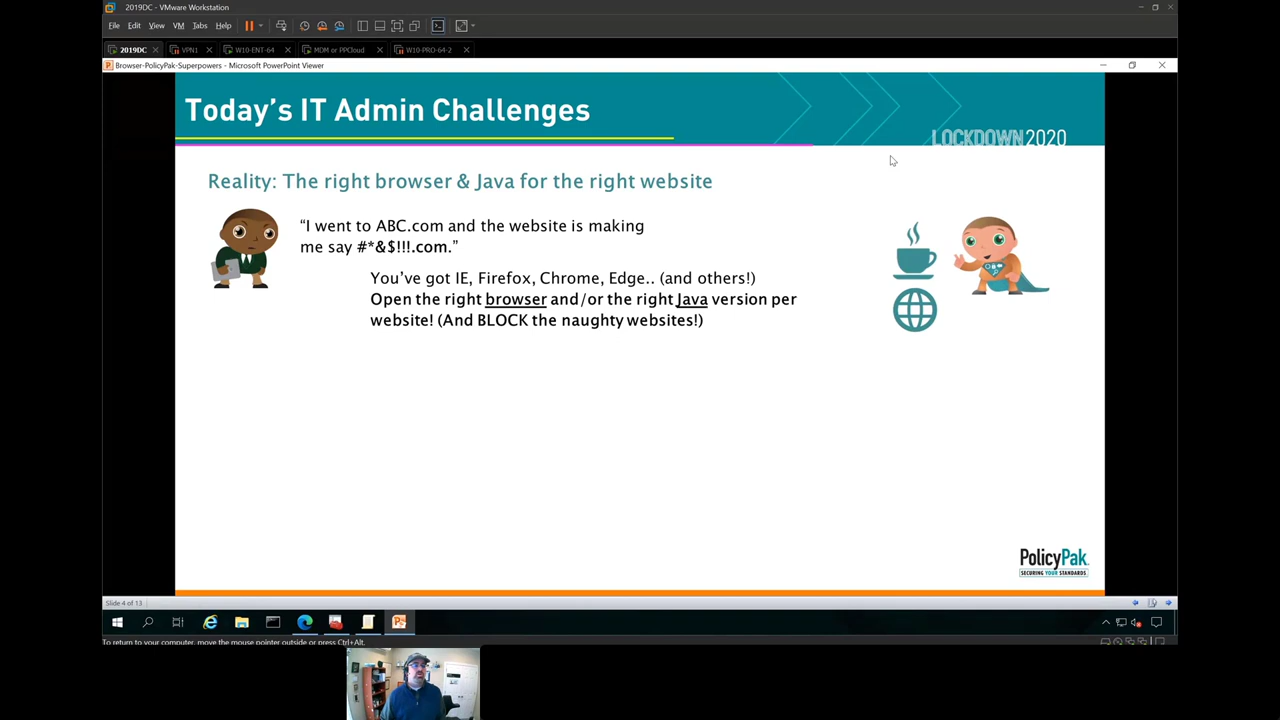 2019DC - VMware Workstation
File Edit View VM Tabs Help
2019DC VPN1 W10-ENT-64 MDM or PPCloud W10-PRO-64-2
Browser-PolicyPak-Superpowers - Microsoft PowerPoint Viewer
Today's IT Admin Challenges
LOCKDOWN2020
Reality: The right browser & Java for the right website
“I went to ABC.com and the website is making
me say #*&$!!!.com.”
You've got IE, Firefox, Chrome, Edge.. (and others!)
Open the right browser and/or the right Java version per
website! (And BLOCK the naughty websites!)
PolicyPak
SECURING YOUR STANDARDS
Slide 4 of 13
To return to your computer, move the mouse pointer outside or press Ctrl+Alt.